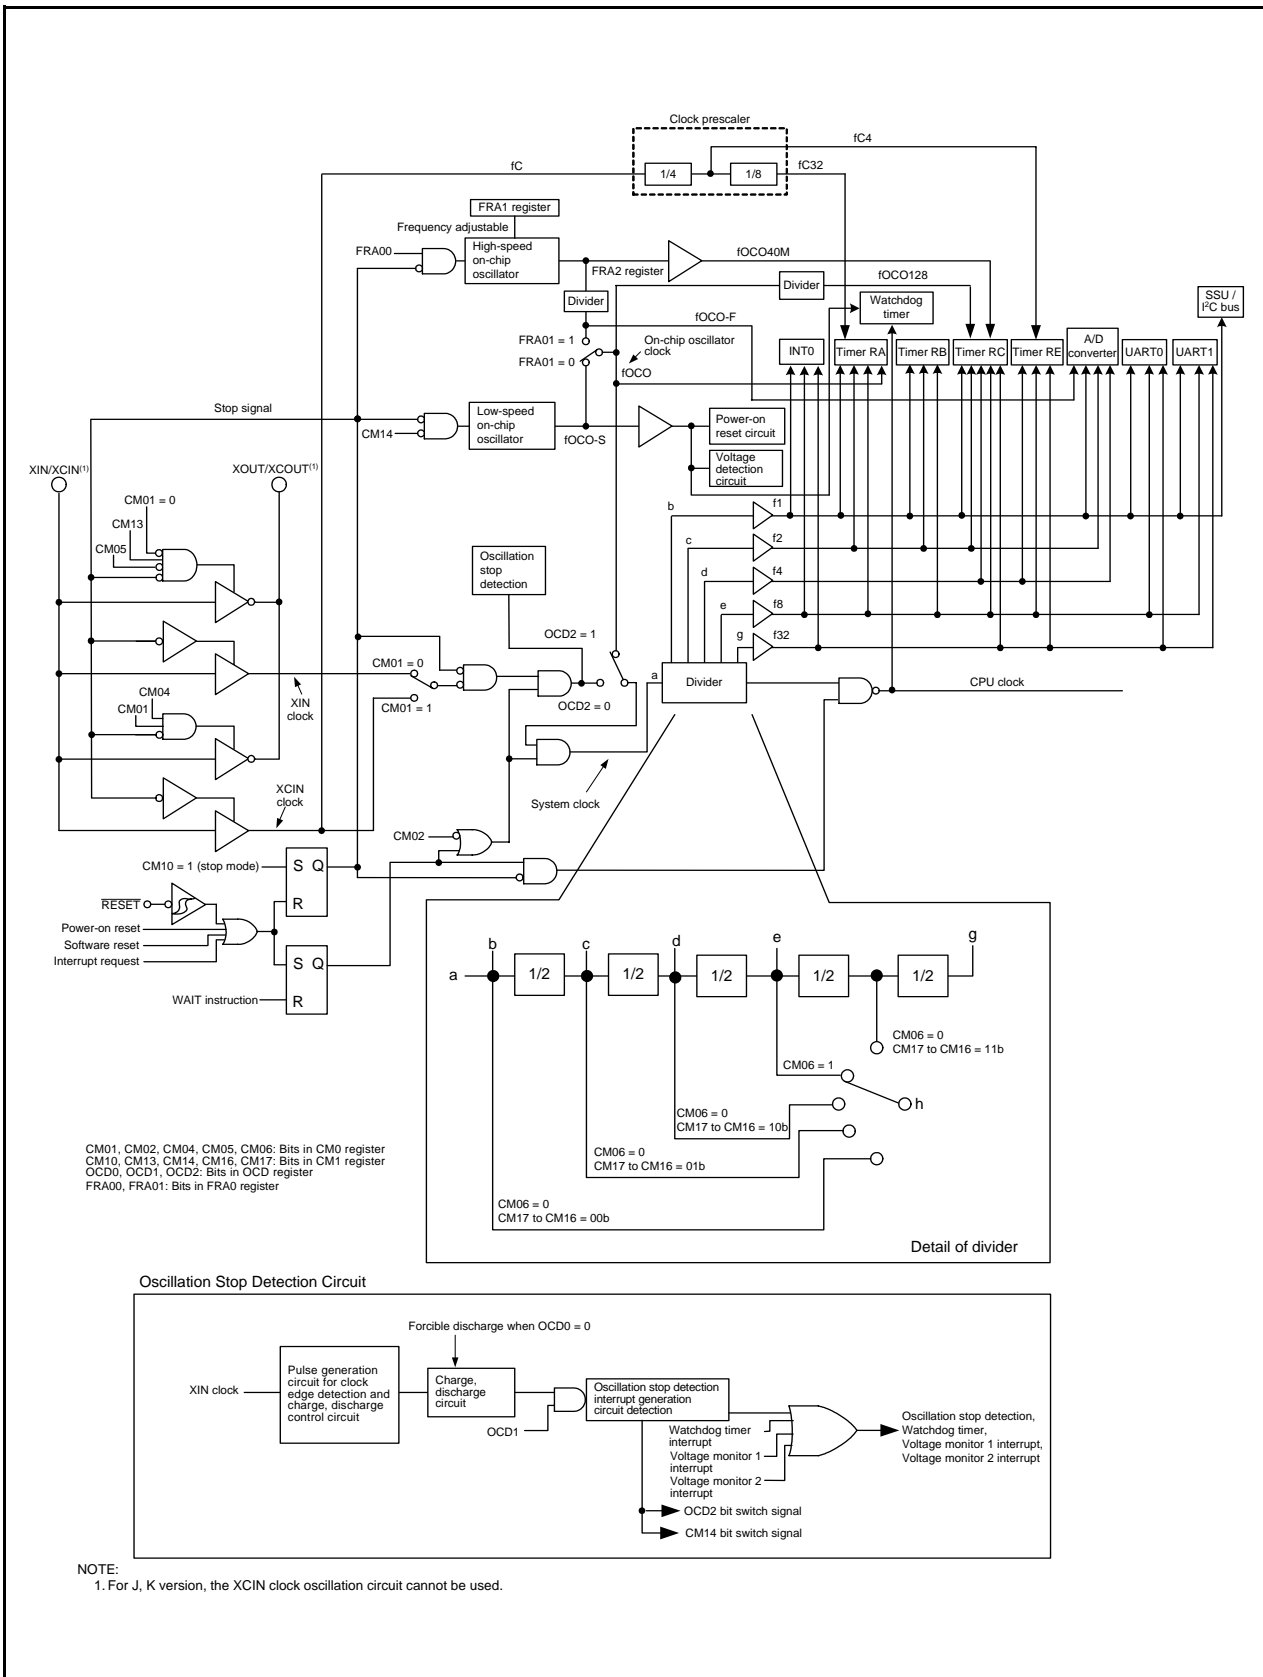 Clock prescaler
fC4
fC
1/4
1/8
fC32
FRA1 register
Frequency adjustable
FRA00
High-speed
on-chip
oscillator
FRA2 register
fOCO40M
Divider
fOCO128
Divider
Watchdog
timer
SSU /
I²C bus
fOCO-F
FRA01 = 1
FRA01 = 0
On-chip oscillator
clock
fOCO
INT0
Timer RA
Timer RB
Timer RC
Timer RE
A/D
converter
UART0
UART1
Stop signal
CM14
Low-speed
on-chip
oscillator
fOCO-S
Power-on
reset circuit
Voltage
detection
circuit
XIN/XCIN(1)
XOUT/XCOUT(1)
CM01 = 0
CM13
CM05
b
f1
c
f2
d
f4
e
f8
g
f32
Oscillation
stop
detection
OCD2 = 1
CM01 = 0
CM01 = 1
OCD2 = 0
a
Divider
CPU clock
XIN
clock
CM04
CM01
System clock
XCIN
clock
CM02
CM10 = 1 (stop mode)
S Q
R
RESET
Power-on reset
Software reset
Interrupt request
S Q
R
WAIT instruction
a
b
c
d
e
g
1/2
1/2
1/2
1/2
1/2
CM06 = 0
CM17 to CM16 = 11b
CM06 = 1
h
CM06 = 0
CM17 to CM16 = 10b
CM06 = 0
CM17 to CM16 = 01b
CM06 = 0
CM17 to CM16 = 00b
Detail of divider
CM01, CM02, CM04, CM05, CM06: Bits in CM0 register
CM10, CM13, CM14, CM16, CM17: Bits in CM1 register
OCD0, OCD1, OCD2: Bits in OCD register
FRA00, FRA01: Bits in FRA0 register
Oscillation Stop Detection Circuit
Forcible discharge when OCD0 = 0
XIN clock
Pulse generation
circuit for clock
edge detection and
charge, discharge
control circuit
Charge,
discharge
circuit
OCD1
Oscillation stop detection
interrupt generation
circuit detection
Watchdog timer
interrupt
Voltage monitor 1
interrupt
Voltage monitor 2
interrupt
Oscillation stop detection,
Watchdog timer,
Voltage monitor 1 interrupt,
Voltage monitor 2 interrupt
OCD2 bit switch signal
CM14 bit switch signal
NOTE:
1. For J, K version, the XCIN clock oscillation circuit cannot be used.